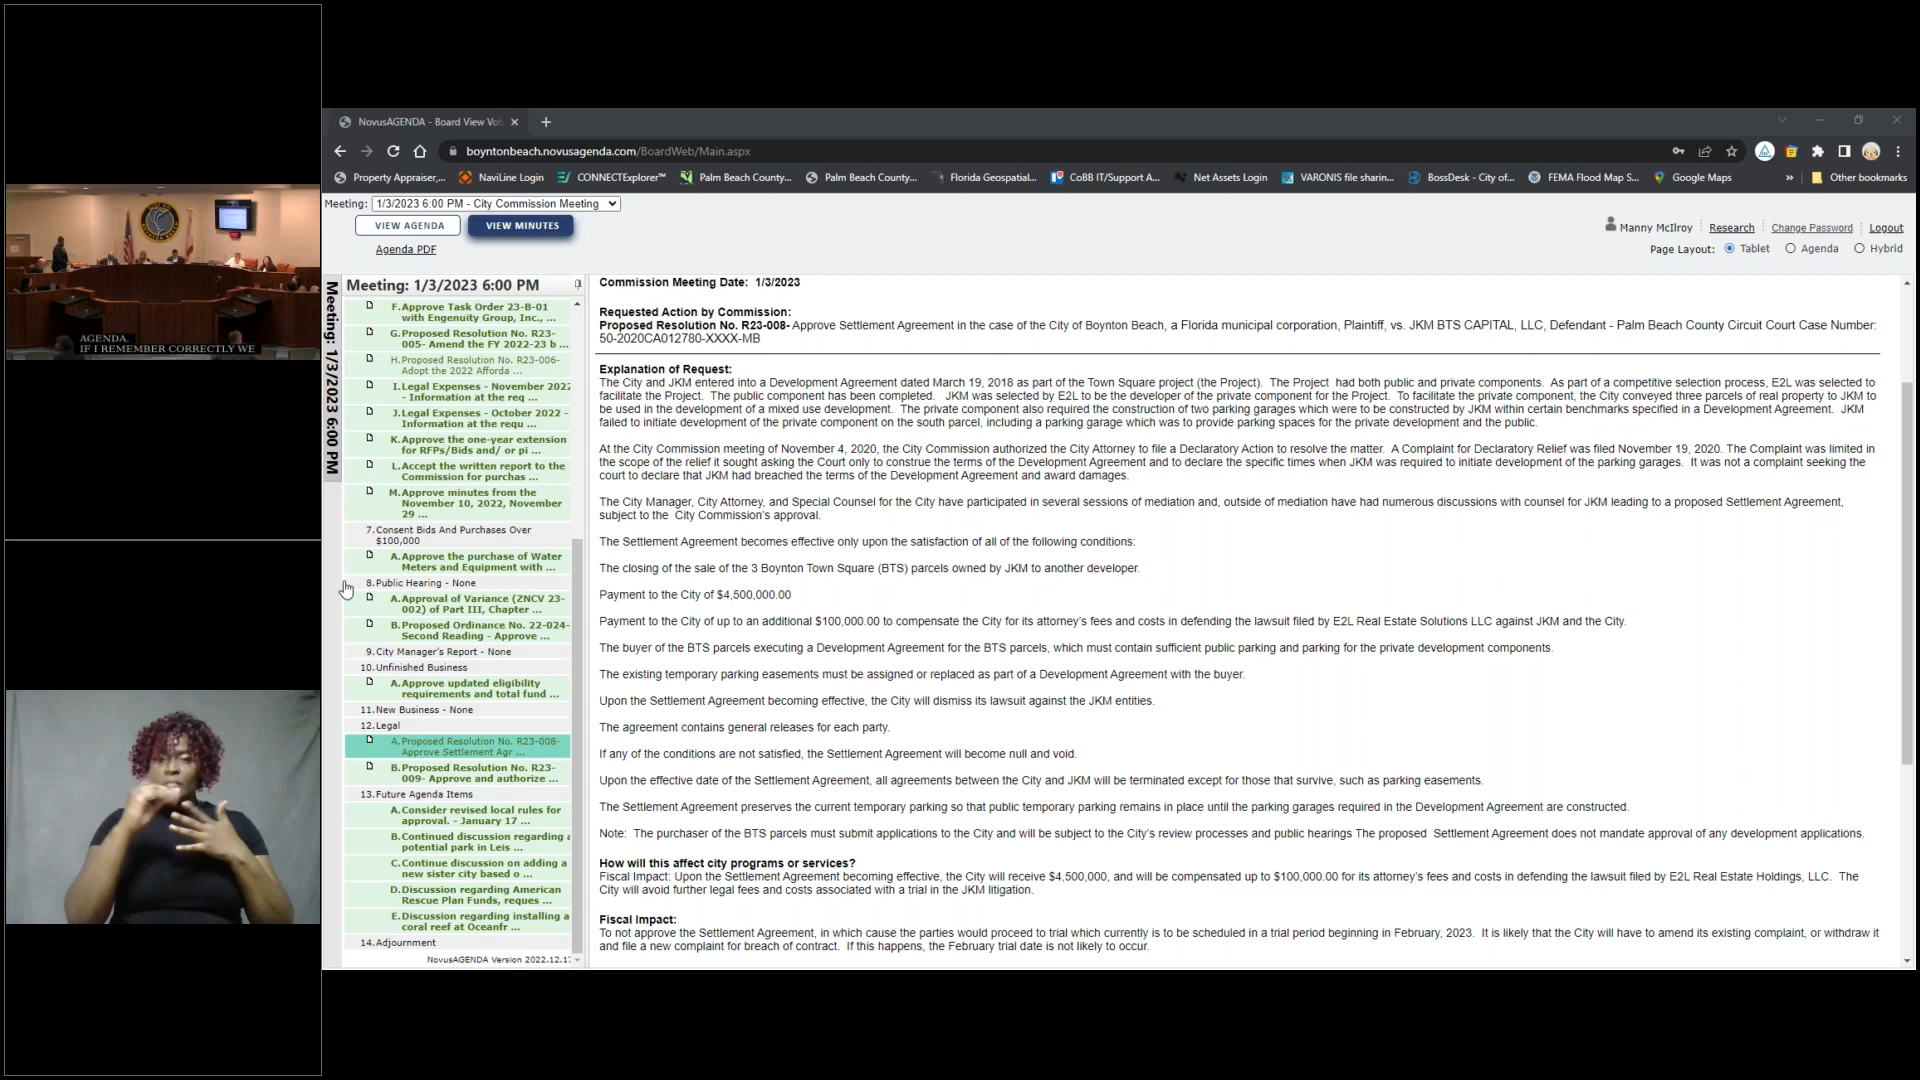 NovusAGENDA - Board View Vot
boyntonbeach.novusagenda.com/BoardWeb/Main.aspx
Property Appraiser,... NaviLine Login CONNECTExplorer™ Palm Beach County... Palm Beach County... Florida Geospatial... CoBB IT/Support A... Net Assets Login VARONIS file sharin... BossDesk - City of... FEMA Flood Map S... Google Maps » Other bookmarks
Meeting: 1/3/2023 6:00 PM - City Commission Meeting
VIEW AGENDA VIEW MINUTES
Agenda PDF
Manny McIlroy Research Change Password Logout
Page Layout: Tablet Agenda Hybrid
Meeting: 1/3/2023 6:00 PM
Meeting: 1/3/2023 6:00 PM
F.Approve Task Order 23-B-01
with Engenuity Group, Inc., ...
G.Proposed Resolution No. R23-
005- Amend the FY 2022-23 b ...
H.Proposed Resolution No. R23-006-
Adopt the 2022 Afforda ...
I.Legal Expenses - November 2022
- Information at the req ...
J.Legal Expenses - October 2022 -
Information at the requ ...
K.Approve the one-year extension
for RFPs/Bids and/ or pi ...
L.Accept the written report to the
Commission for purchas ...
M.Approve minutes from the
November 10, 2022, November
29 ...
7.Consent Bids And Purchases Over
$100,000
A.Approve the purchase of Water
Meters and Equipment with ...
8.Public Hearing - None
A.Approval of Variance (ZNCV 23-
002) of Part III, Chapter ...
B.Proposed Ordinance No. 22-024-
Second Reading - Approve ...
9.City Manager's Report - None
10.Unfinished Business
A.Approve updated eligibility
requirements and total fund ...
11.New Business - None
12.Legal
A.Proposed Resolution No. R23-008-
Approve Settlement Agr ...
B.Proposed Resolution No. R23-
009- Approve and authorize ...
13.Future Agenda Items
A.Consider revised local rules for
approval. - January 17 ...
B.Continued discussion regarding a
potential park in Leis ...
C.Continue discussion on adding a
new sister city based o ...
D.Discussion regarding American
Rescue Plan Funds, reques ...
E.Discussion regarding installing a
coral reef at Oceanfr ...
14.Adjournment
NovusAGENDA Version 2022.12.17
Commission Meeting Date: 1/3/2023
Requested Action by Commission:
Proposed Resolution No. R23-008- Approve Settlement Agreement in the case of the City of Boynton Beach, a Florida municipal corporation, Plaintiff, vs. JKM BTS CAPITAL, LLC, Defendant - Palm Beach County Circuit Court Case Number:
50-2020CA012780-XXXX-MB
Explanation of Request:
The City and JKM entered into a Development Agreement dated March 19, 2018 as part of the Town Square project (the Project). The Project had both public and private components. As part of a competitive selection process, E2L was selected to
facilitate the Project. The public component has been completed. JKM was selected by E2L to be the developer of the private component for the Project. To facilitate the private component, the City conveyed three parcels of real property to JKM to
be used in the development of a mixed use development. The private component also required the construction of two parking garages which were to be constructed by JKM within certain benchmarks specified in a Development Agreement. JKM
failed to initiate development of the private component on the south parcel, including a parking garage which was to provide parking spaces for the private development and the public.
At the City Commission meeting of November 4, 2020, the City Commission authorized the City Attorney to file a Declaratory Action to resolve the matter. A Complaint for Declaratory Relief was filed November 19, 2020. The Complaint was limited in
the scope of the relief it sought asking the Court only to construe the terms of the Development Agreement and to declare the specific times when JKM was required to initiate development of the parking garages. It was not a complaint seeking the
court to declare that JKM had breached the terms of the Development Agreement and award damages.
The City Manager, City Attorney, and Special Counsel for the City have participated in several sessions of mediation and, outside of mediation have had numerous discussions with counsel for JKM leading to a proposed Settlement Agreement,
subject to the City Commission's approval.
The Settlement Agreement becomes effective only upon the satisfaction of all of the following conditions:
The closing of the sale of the 3 Boynton Town Square (BTS) parcels owned by JKM to another developer.
Payment to the City of $4,500,000.00
Payment to the City of up to an additional $100,000.00 to compensate the City for its attorney's fees and costs in defending the lawsuit filed by E2L Real Estate Solutions LLC against JKM and the City.
The buyer of the BTS parcels executing a Development Agreement for the BTS parcels, which must contain sufficient public parking and parking for the private development components.
The existing temporary parking easements must be assigned or replaced as part of a Development Agreement with the buyer.
Upon the Settlement Agreement becoming effective, the City will dismiss its lawsuit against the JKM entities.
The agreement contains general releases for each party.
If any of the conditions are not satisfied, the Settlement Agreement will become null and void.
Upon the effective date of the Settlement Agreement, all agreements between the City and JKM will be terminated except for those that survive, such as parking easements.
The Settlement Agreement preserves the current temporary parking so that public temporary parking remains in place until the parking garages required in the Development Agreement are constructed.
Note: The purchaser of the BTS parcels must submit applications to the City and will be subject to the City's review processes and public hearings The proposed Settlement Agreement does not mandate approval of any development applications.
How will this affect city programs or services?
Fiscal Impact: Upon the Settlement Agreement becoming effective, the City will receive $4,500,000, and will be compensated up to $100,000.00 for its attorney's fees and costs in defending the lawsuit filed by E2L Real Estate Holdings, LLC. The
City will avoid further legal fees and costs associated with a trial in the JKM litigation.
Fiscal Impact:
To not approve the Settlement Agreement, in which cause the parties would proceed to trial which currently is to be scheduled in a trial period beginning in February, 2023. It is likely that the City will have to amend its existing complaint, or withdraw it
and file a new complaint for breach of contract. If this happens, the February trial date is not likely to occur.
AGENDA.
IF I REMEMBER CORRECTLY WE